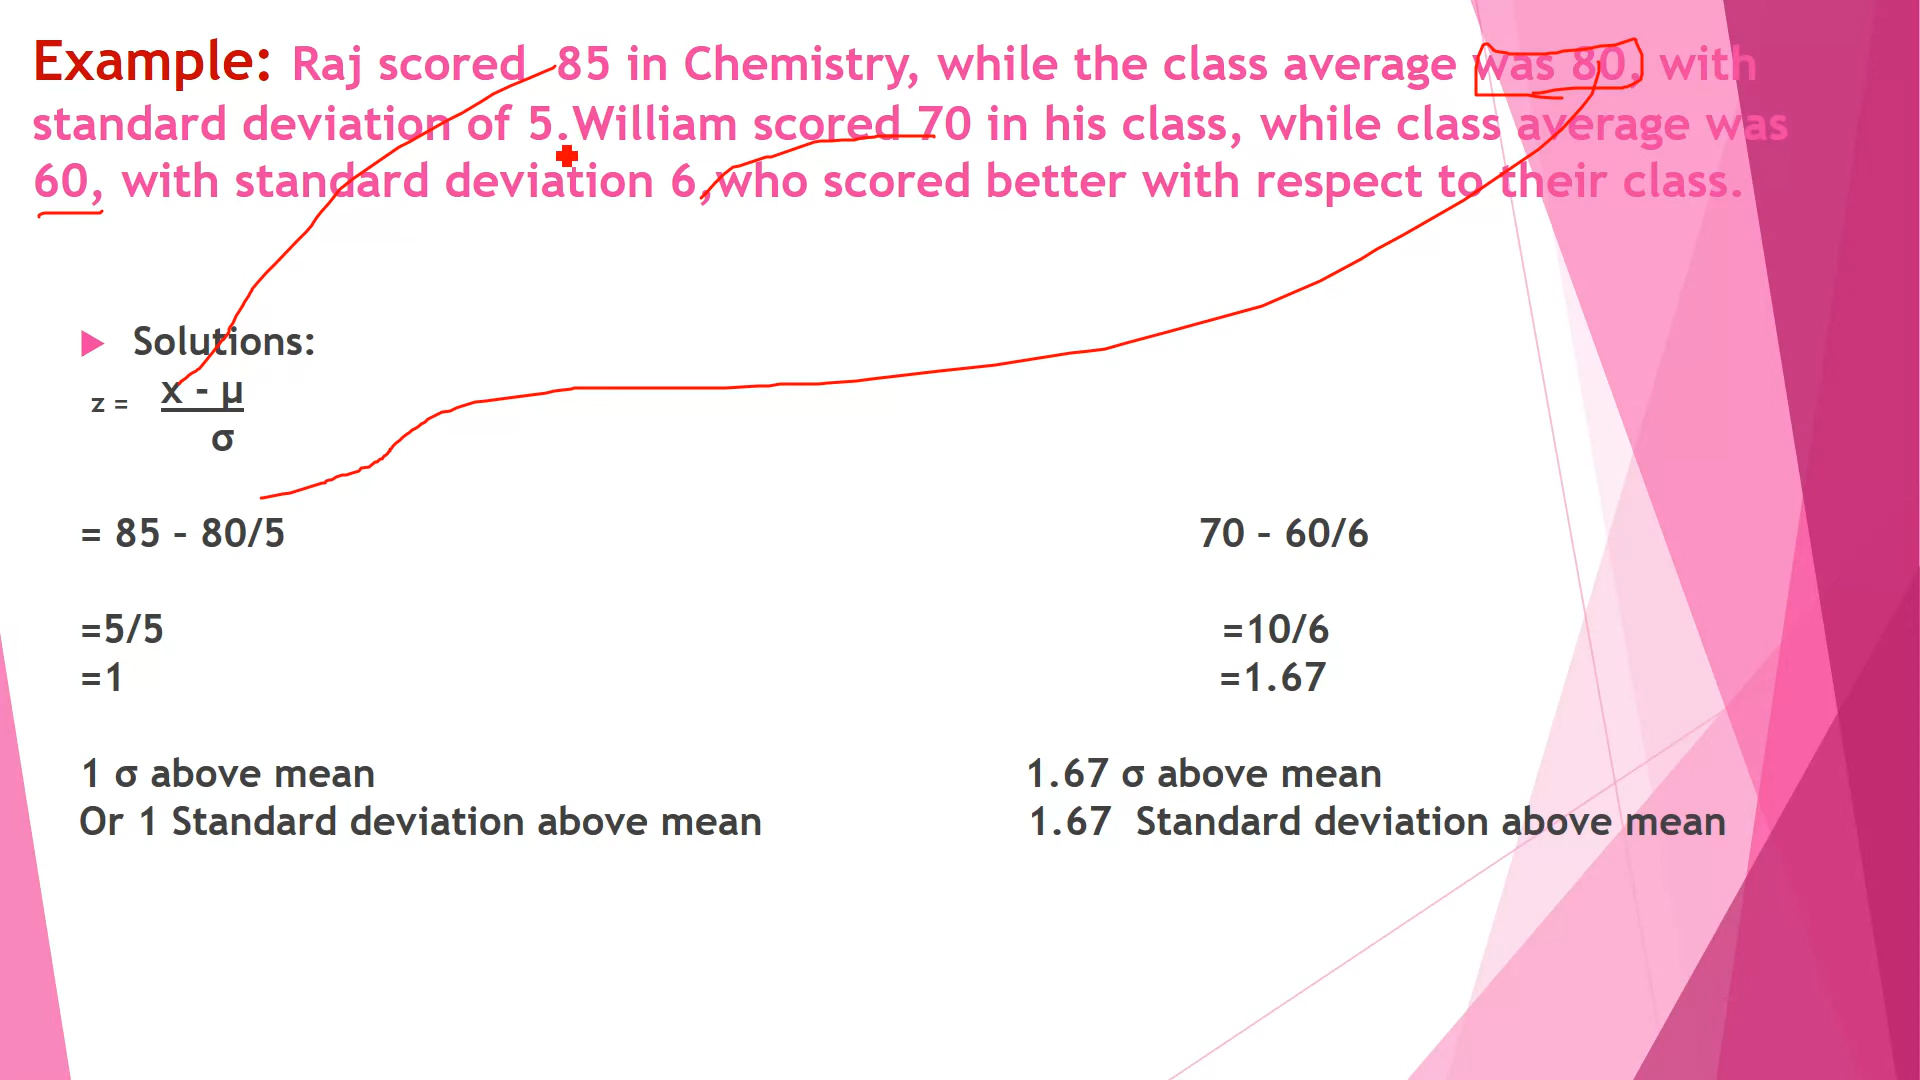 Example: Raj scored 85 in Chemistry, while the class average was 80, with
standard deviation of 5.William scored 70 in his class, while class average was
60, with standard deviation 6,who scored better with respect to their class.
Solutions:
z = x - μ
σ
= 85 – 80/5 70 – 60/6
=5/5 =10/6
=1 =1.67
1 σ above mean 1.67 σ above mean
Or 1 Standard deviation above mean 1.67 Standard deviation above mean